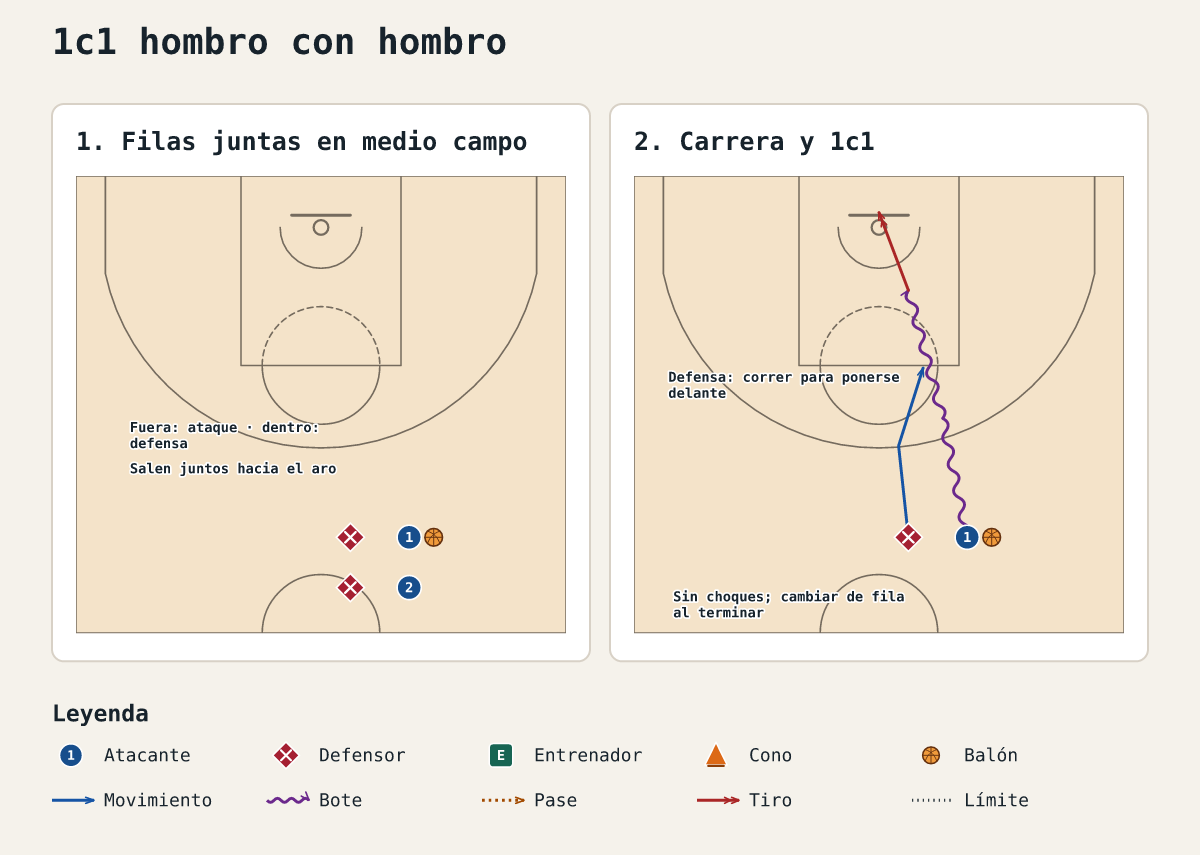 1c1 hombro con hombro
1. Filas juntas en medio campo
Fuera: ataque · dentro:
defensa
Salen juntos hacia el aro
1
2
2. Carrera y 1c1
Defensa: correr para ponerse
delante
1
Sin choques; cambiar de fila
al terminar
Leyenda
1 Atacante
Defensor
E Entrenador
Cono
Balón
Movimiento
Bote
Pase
Tiro
Límite